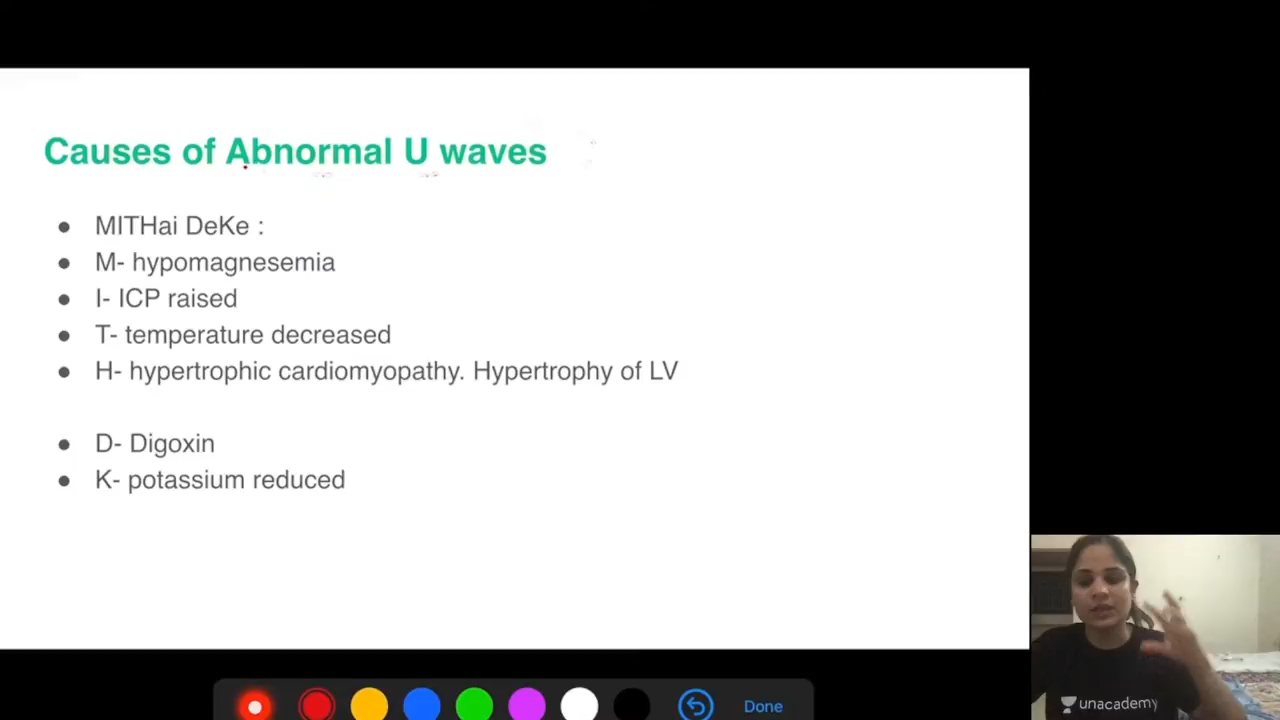 Causes of Abnormal U waves
● MITHai DeKe :
● M- hypomagnesemia
● I- ICP raised
● T- temperature decreased
● H- hypertrophic cardiomyopathy. Hypertrophy of LV
● D- Digoxin
● K- potassium reduced
unacademy
Done